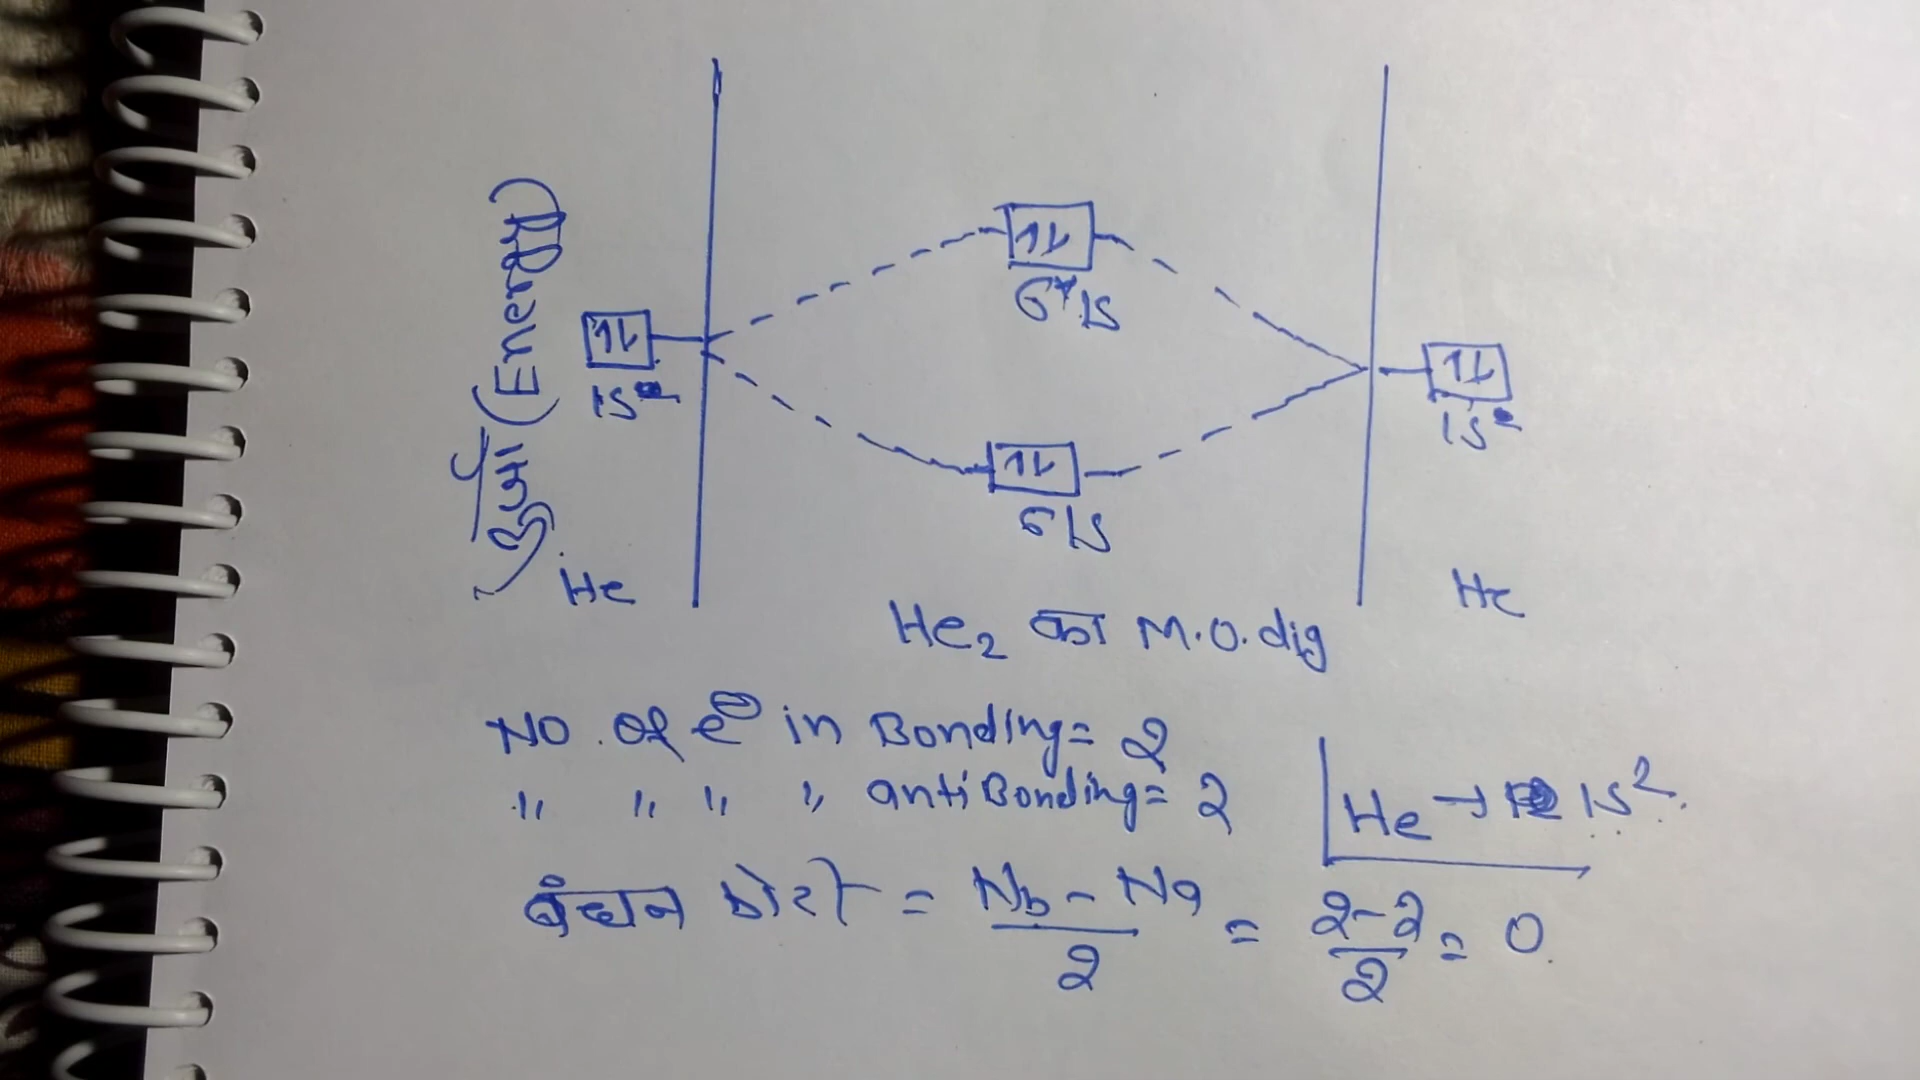 ऊर्जा (Energy)
↑↓
σ*1s
↑↓
1s
↑↓
1s
↑↓
σ1s
He
He
He₂ का M.O. dig
NO. of e⊖ in Bonding = 2
" " " " antiBonding = 2
He → 1s².
बंधन = Nb - Na / 2 = 2-2 / 2 = 0.